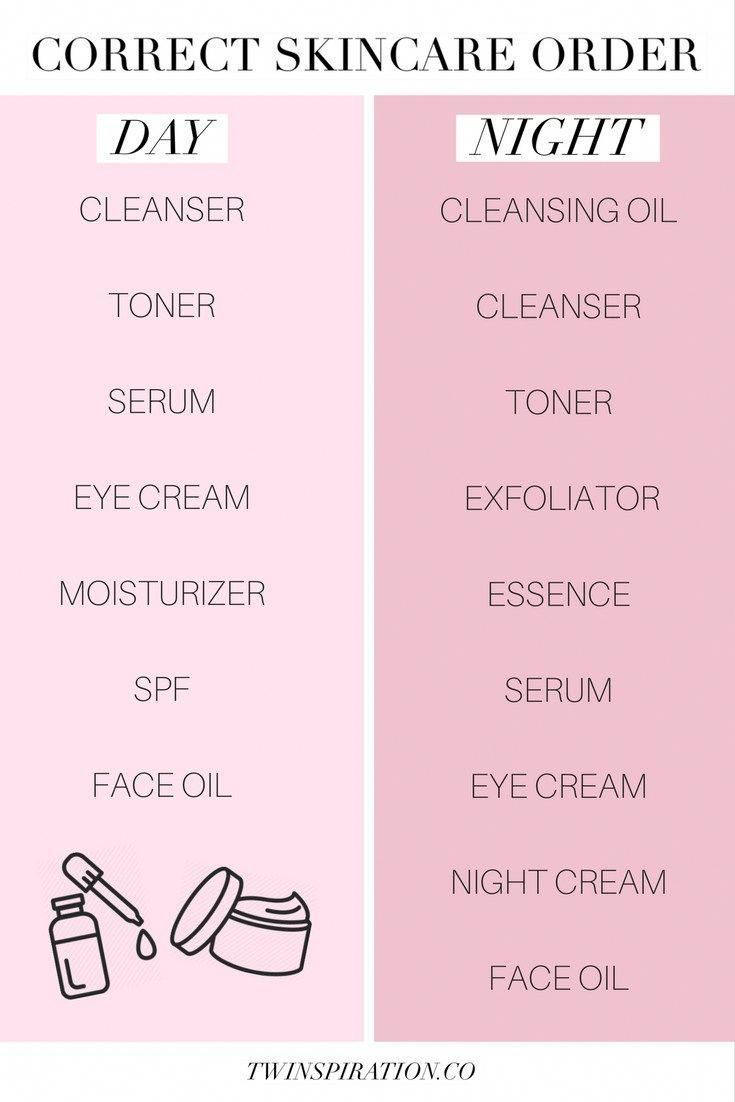 CORRECT SKINCARE ORDER
DAY
CLEANSER
TONER
SERUM
EYE CREAM
MOISTURIZER
SPF
FACE OIL
NIGHT
CLEANSING OIL
CLEANSER
TONER
EXFOLIATOR
ESSENCE
SERUM
EYE CREAM
NIGHT CREAM
FACE OIL
TWINSPIRATION.CO